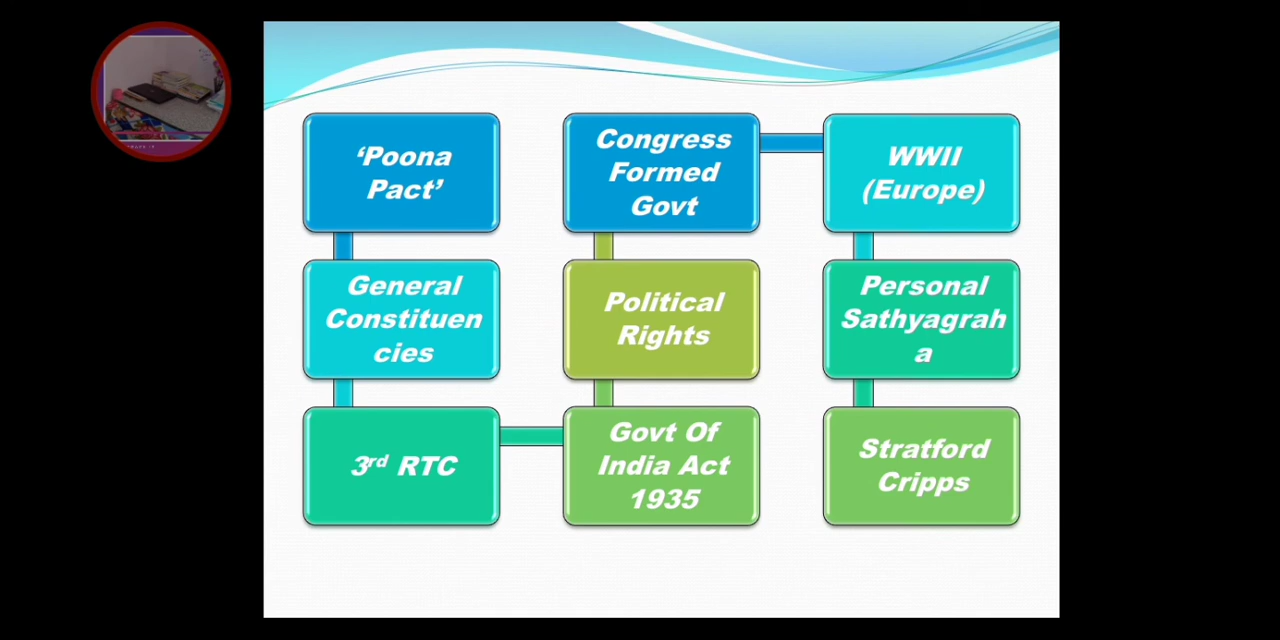 ‘Poona
Pact’
General
Constituen
cies
3rd RTC
Govt Of
India Act
1935
Political
Rights
Congress
Formed
Govt
WWII
(Europe)
Personal
Sathyagrah
a
Stratford
Cripps